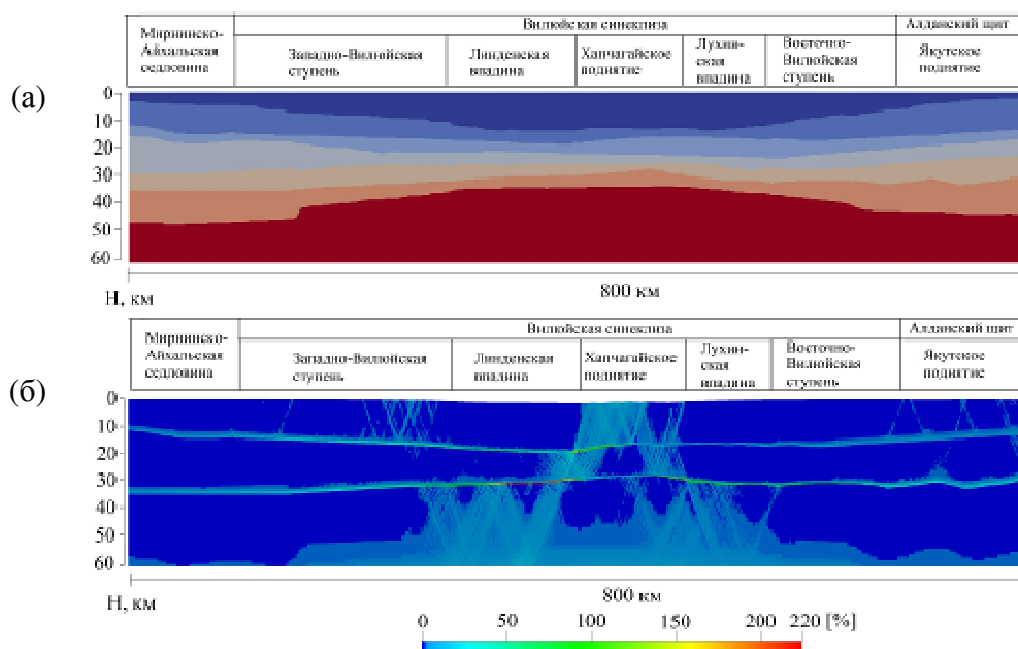 Вилюйская синеклиза
Алданский щит
Мирнинско-
Айхальская
седловина
Западно-Вилюйская
ступень
Линденская
впадина
Хапчагайское
поднятие
Лухин-
ская
впадина
Восточно-
Вилюйская
ступень
Якутское
поднятие
(а)
0
10
20
30
40
50
60
Н, км
800 км
Вилюйская синеклиза
Алданский щит
Мирнинско-
Айхальская
седловина
Западно-Вилюйская
ступень
Линденская
впадина
Хапчагайское
поднятие
Лухин-
ская
впадина
Восточно-
Вилюйская
ступень
Якутское
поднятие
(б)
0
10
20
30
40
50
60
Н, км
800 км
0 50 100 150 200 220 [%]